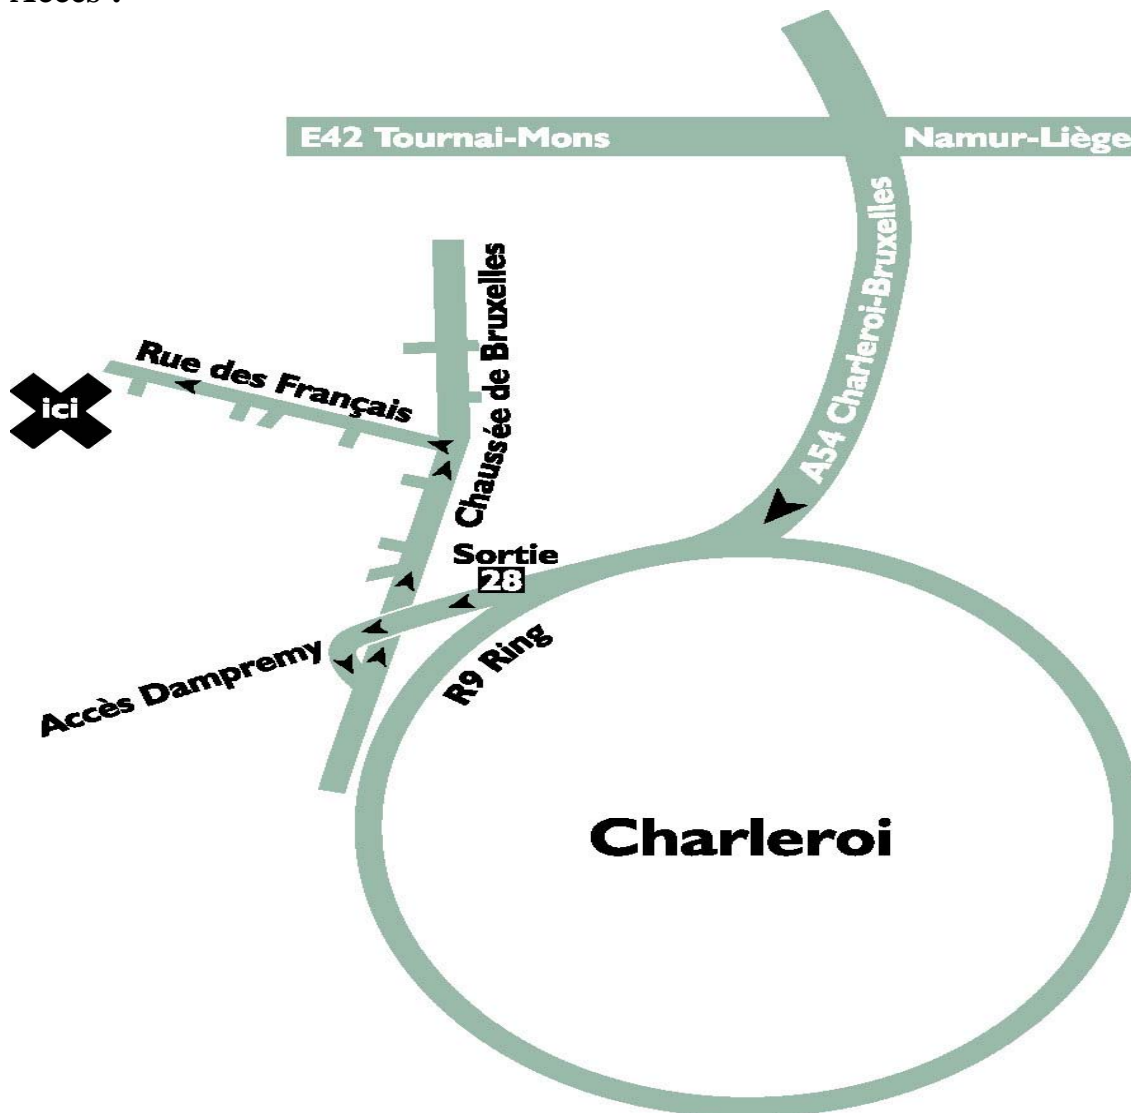 Accès :
E42 Tournai-Mons
Namur-Liège
A54 Charleroi-Bruxelles
Chaussée de Bruxelles
Rue des Français
ici
Sortie
28
R9 Ring
Accès Dampremy
Charleroi